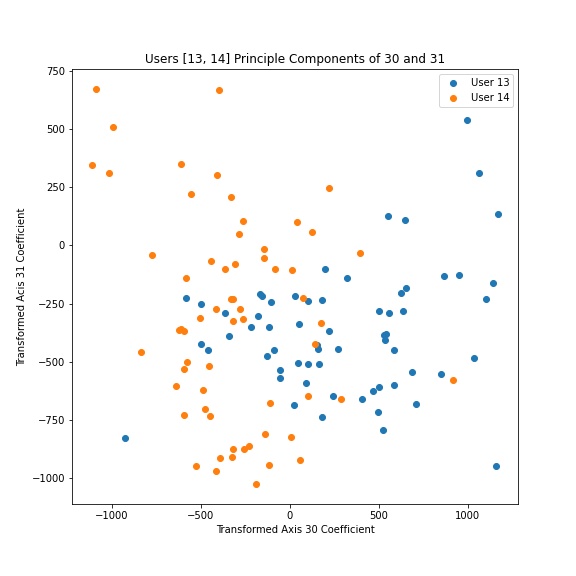 Users [13, 14] Principle Components of 30 and 31
User 13
User 14
750
500
250
0
−250
−500
−750
−1000
Transformed Acis 31 Coefficient
−1000 −500 0 500 1000
Transformed Axis 30 Coefficient